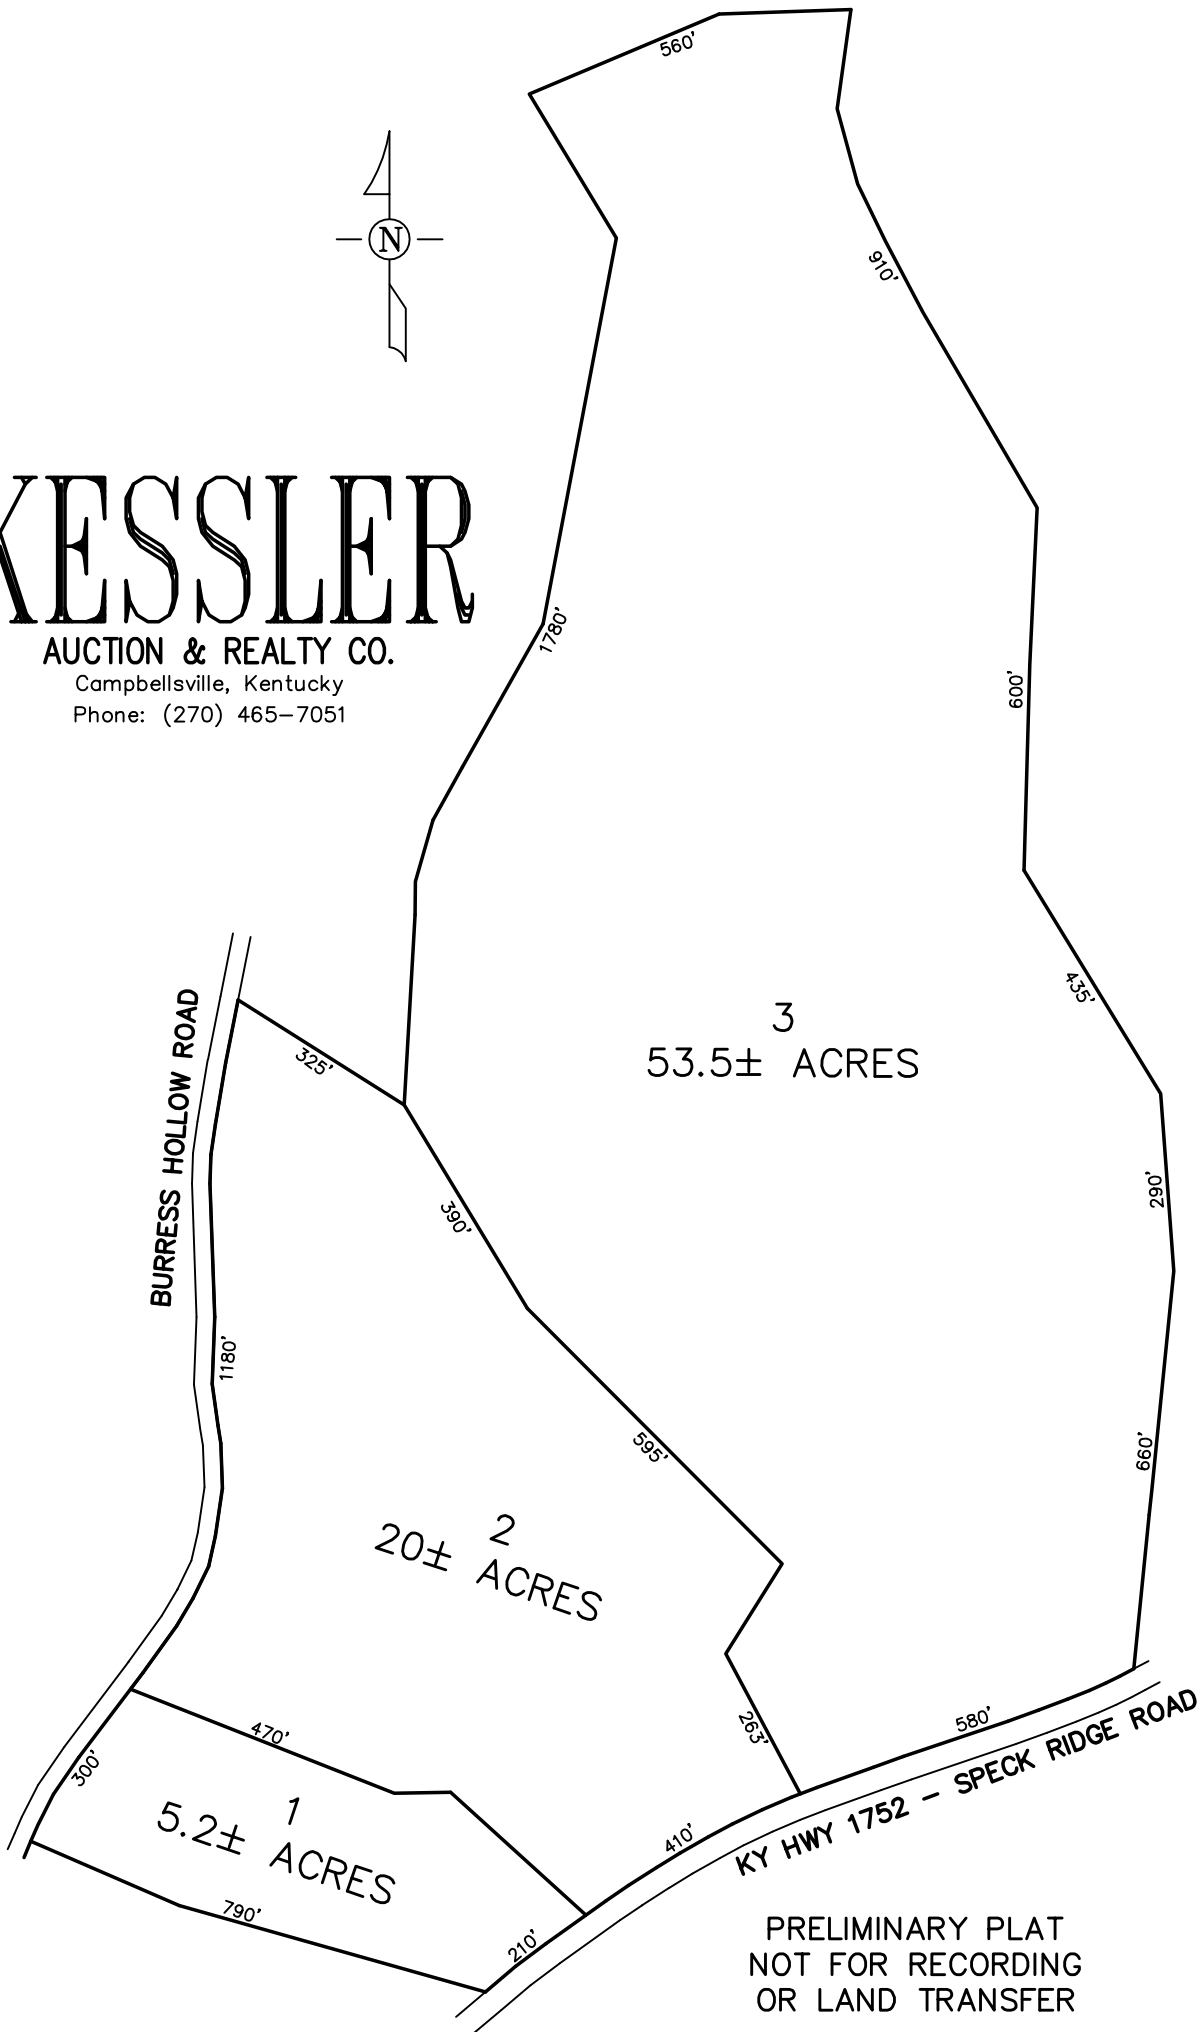 560'
N
910'
KESSLER
AUCTION & REALTY CO.
Campbellsville, Kentucky
Phone: (270) 465-7051
1780'
600'
435'
3
53.5± ACRES
325'
BURRESS HOLLOW ROAD
390'
290'
1180'
595'
660'
2
20± ACRES
263'
580'
470'
300'
1
5.2± ACRES
410'
KY HWY 1752 - SPECK RIDGE ROAD
790'
210'
PRELIMINARY PLAT
NOT FOR RECORDING
OR LAND TRANSFER